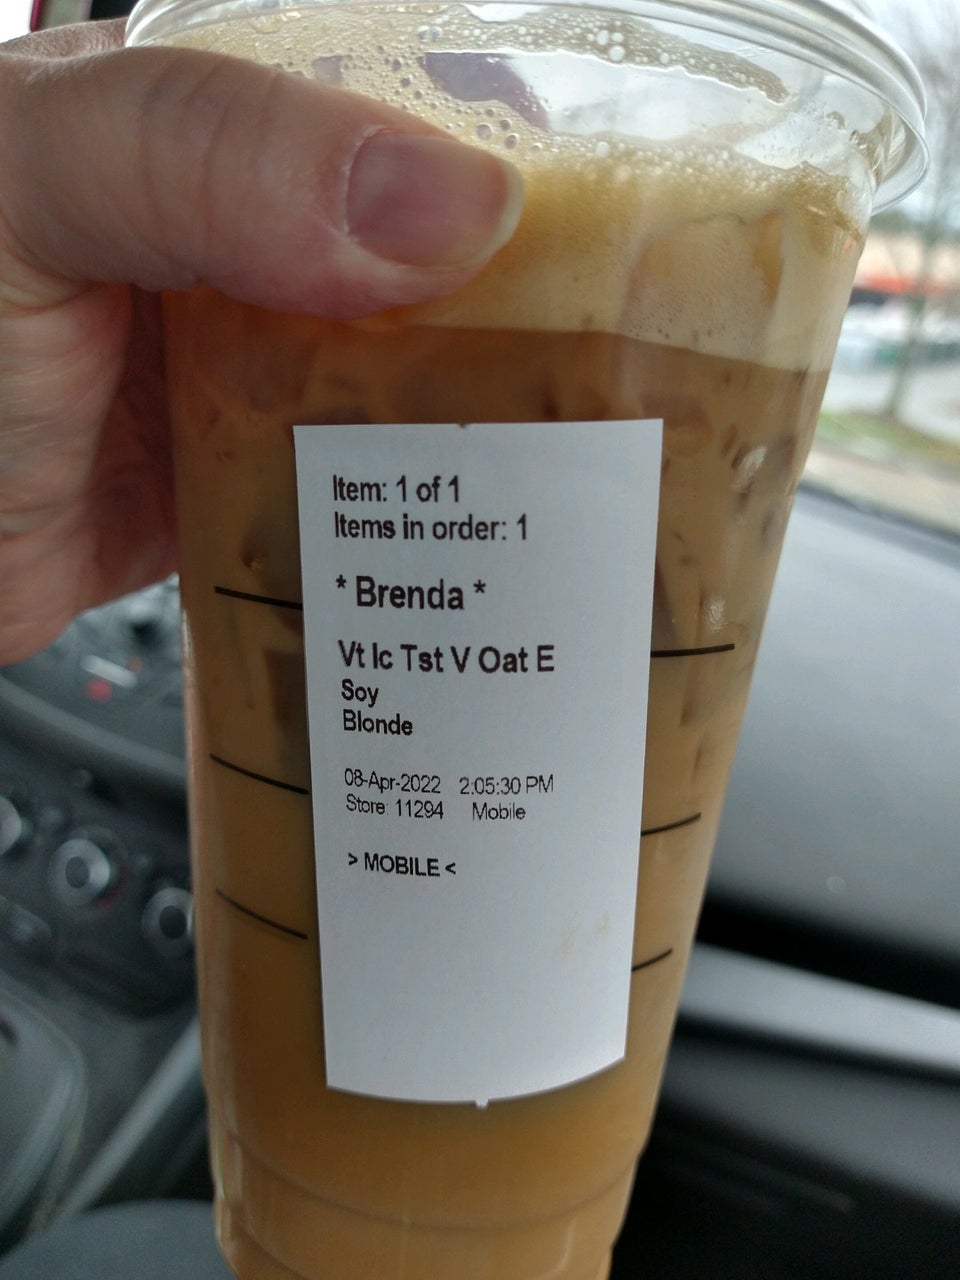 Item: 1 of 1
Items in order: 1
* Brenda *
Vt Ic Tst V Oat E
Soy
Blonde
08-Apr-2022 2:05:30 PM
Store 11294 Mobile
> MOBILE <